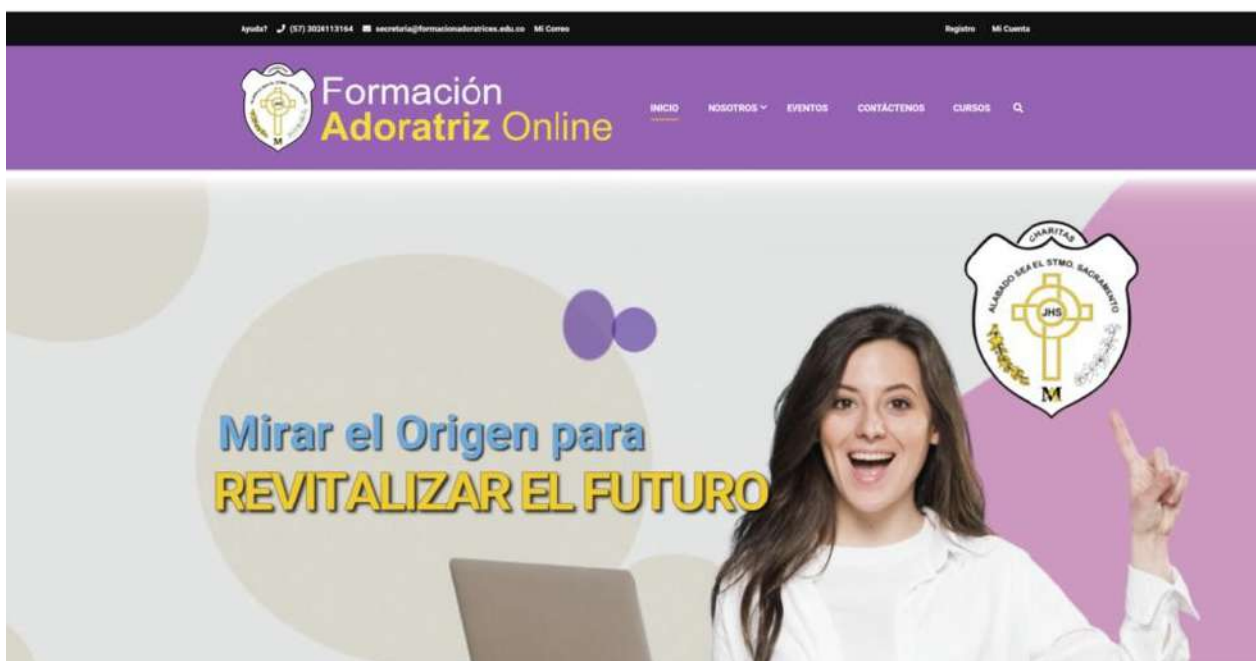 Ayuda? (57) 3024113164 secretaria@formacionadoratrices.edu.co Mi Correo Registro Mi Cuenta
Formación
Adoratriz Online
INICIO NOSOTROS EVENTOS CONTÁCTENOS CURSOS
CHARITAS
ALABADO SEA EL STMO. SACRAMENTO
JHS
M
Mirar el Origen para
REVITALIZAR EL FUTURO